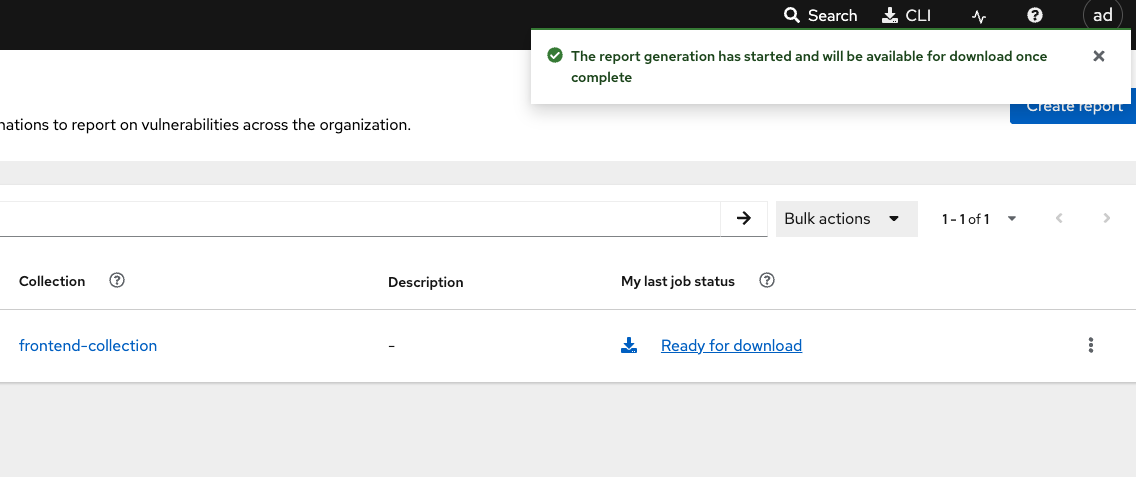 Search
CLI
ad
The report generation has started and will be available for download once
complete
Create report
to report on vulnerabilities across the organization.
Bulk actions
1 - 1 of 1
Collection
Description
My last job status
frontend-collection
-
Ready for download